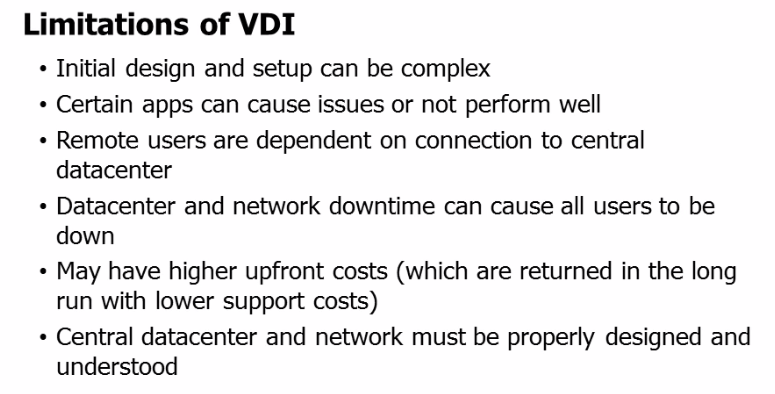 Limitations of VDI
• Initial design and setup can be complex
• Certain apps can cause issues or not perform well
• Remote users are dependent on connection to central
datacenter
• Datacenter and network downtime can cause all users to be
down
• May have higher upfront costs (which are returned in the long
run with lower support costs)
• Central datacenter and network must be properly designed and
understood